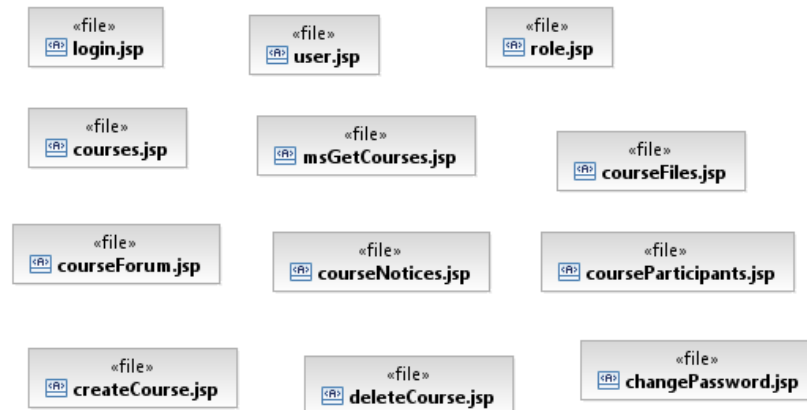 «file»
login.jsp
«file»
user.jsp
«file»
role.jsp
«file»
courses.jsp
«file»
msGetCourses.jsp
«file»
courseFiles.jsp
«file»
courseForum.jsp
«file»
courseNotices.jsp
«file»
courseParticipants.jsp
«file»
createCourse.jsp
«file»
deleteCourse.jsp
«file»
changePassword.jsp